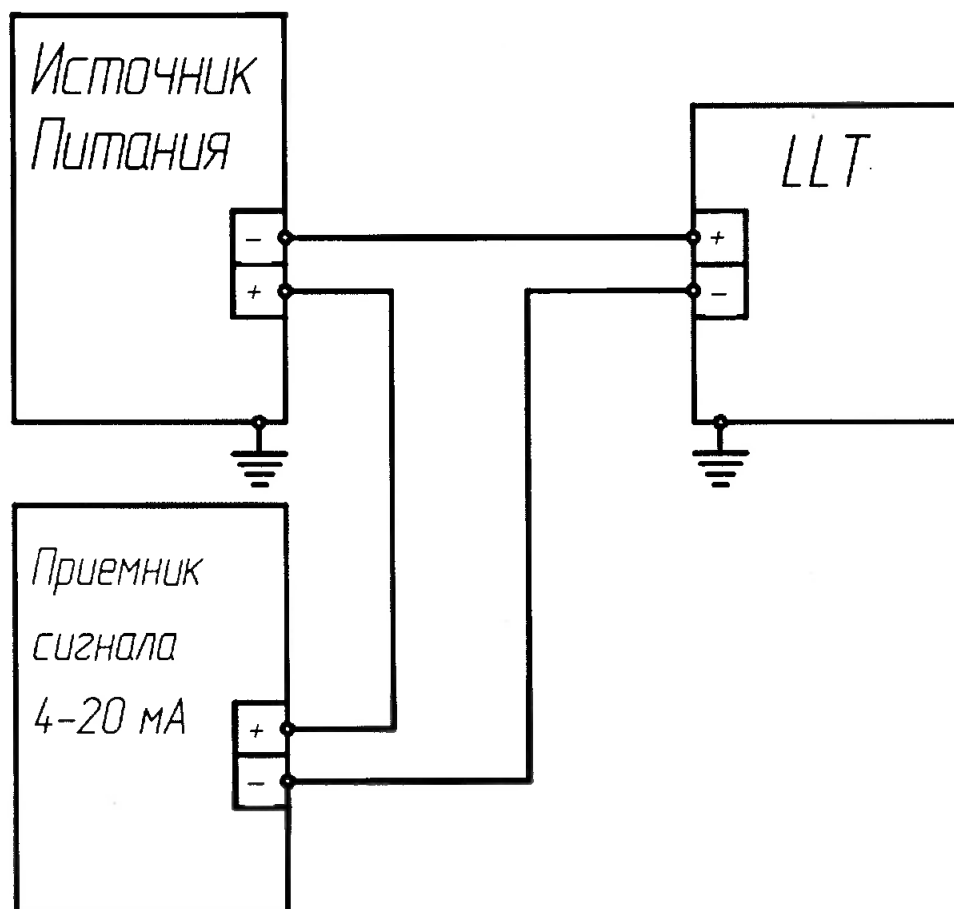 Источник
Питания
LLT
-
+
+
-
Приемник
сигнала
4-20 мА
+
-